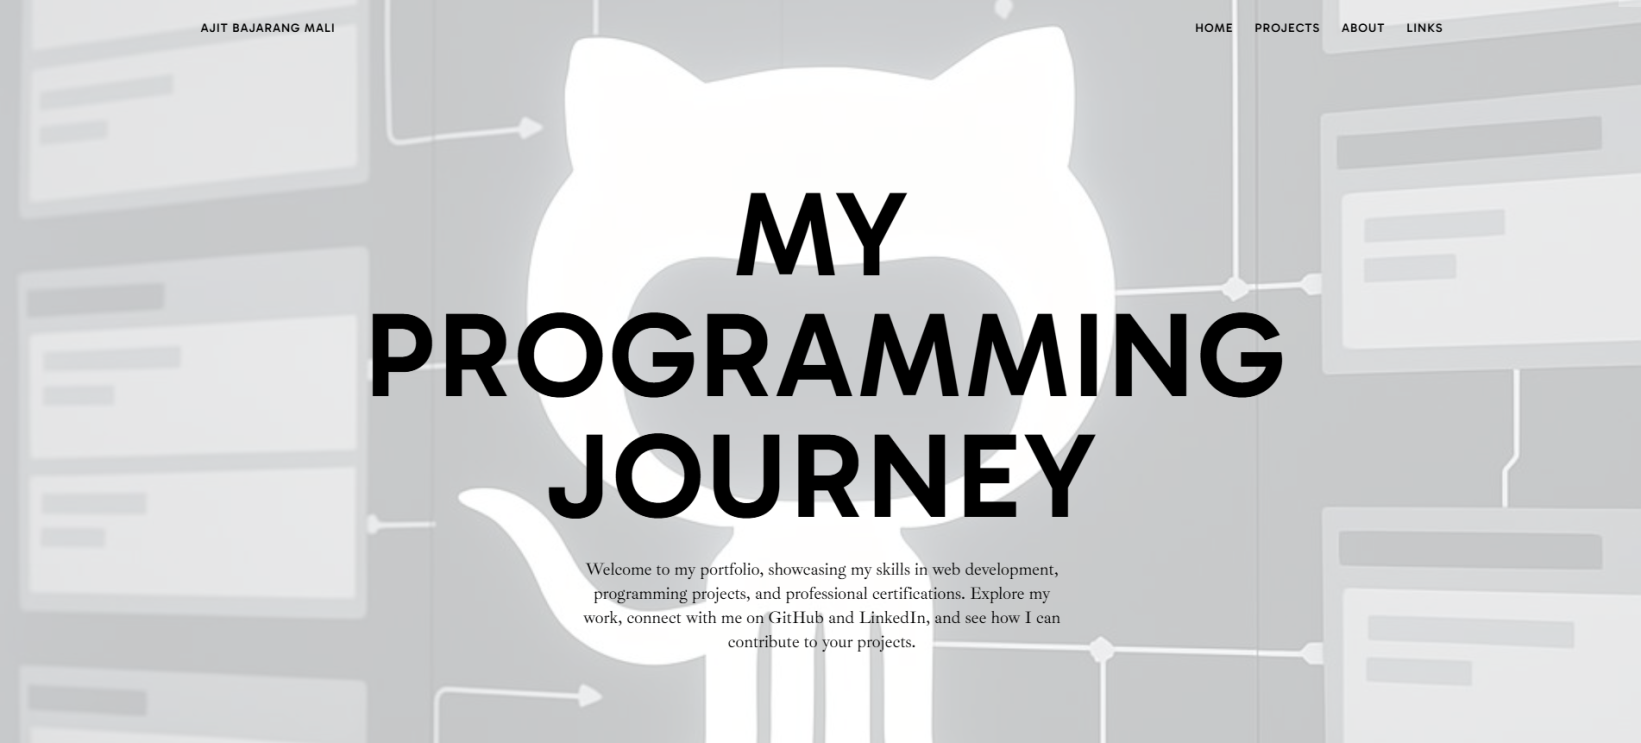 AJIT BAJARANG MALI
HOME PROJECTS ABOUT LINKS
MY
PROGRAMMING
JOURNEY
Welcome to my portfolio, showcasing my skills in web development,
programming projects, and professional certifications. Explore my
work, connect with me on GitHub and LinkedIn, and see how I can
contribute to your projects.